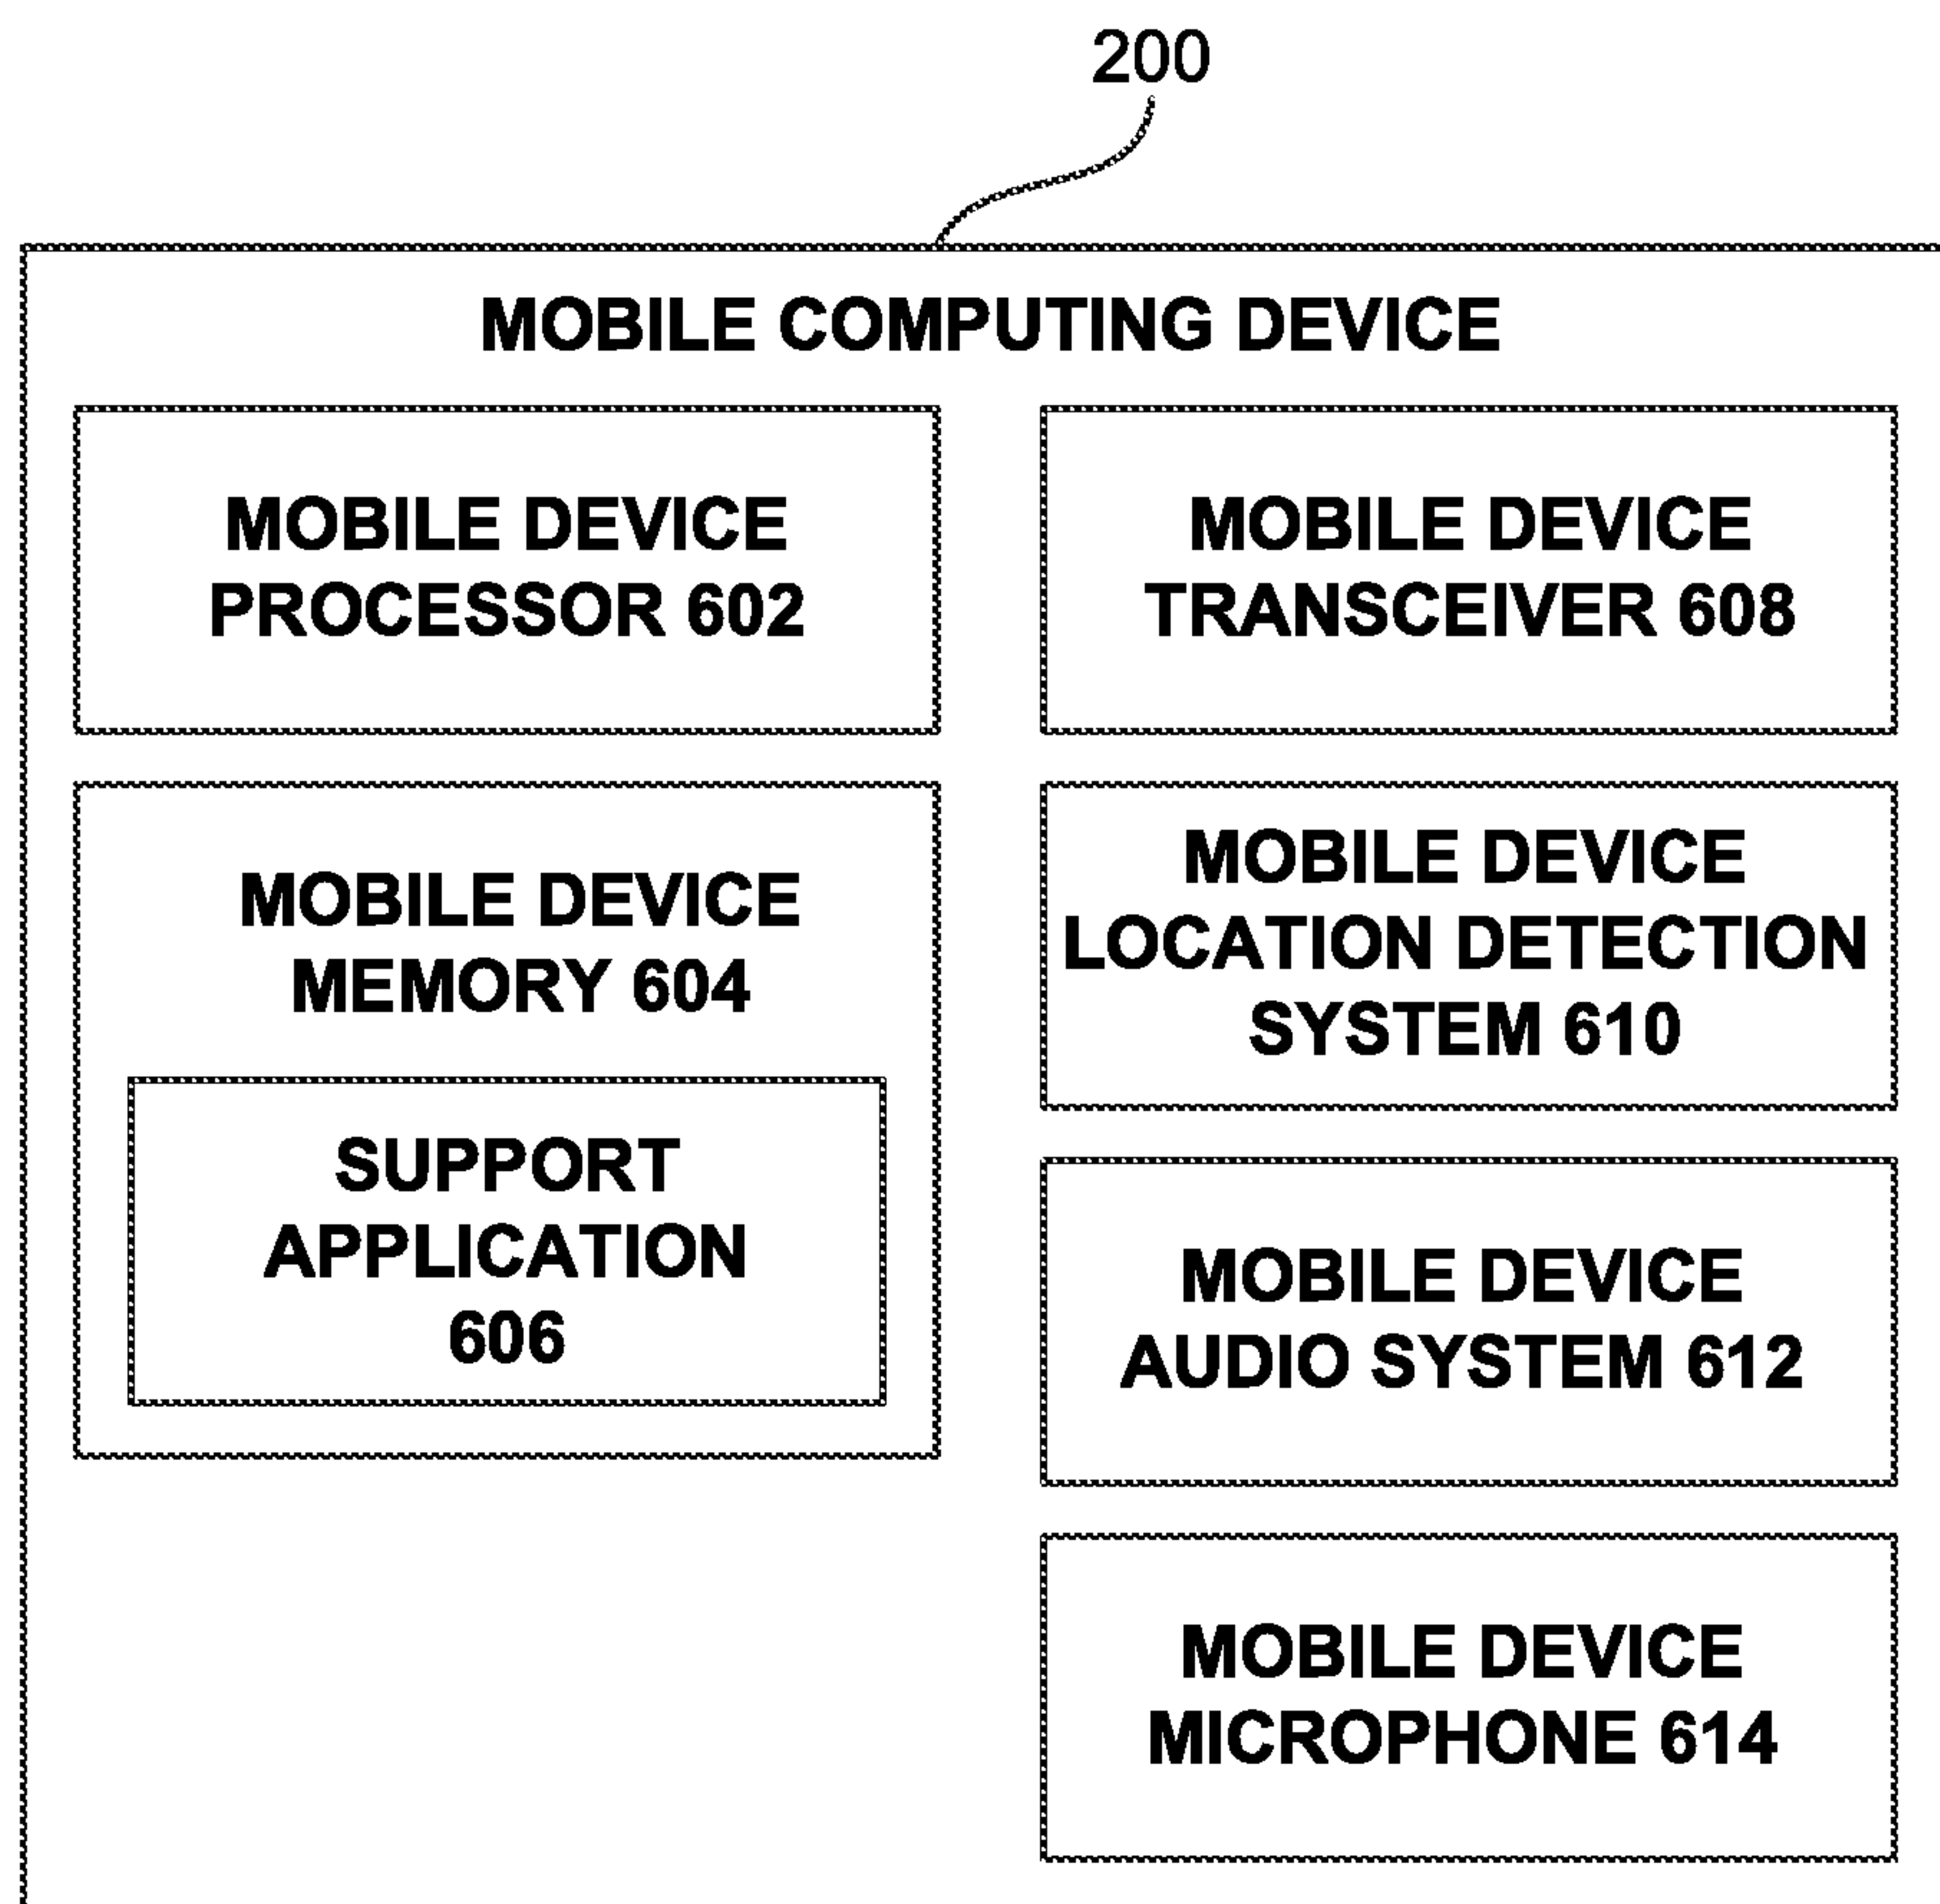 200
MOBILE COMPUTING DEVICE
MOBILE DEVICE
PROCESSOR 602
MOBILE DEVICE
MEMORY 604
SUPPORT
APPLICATION
606
MOBILE DEVICE
TRANSCEIVER 608
MOBILE DEVICE
LOCATION DETECTION
SYSTEM 610
MOBILE DEVICE
AUDIO SYSTEM 612
MOBILE DEVICE
MICROPHONE 614